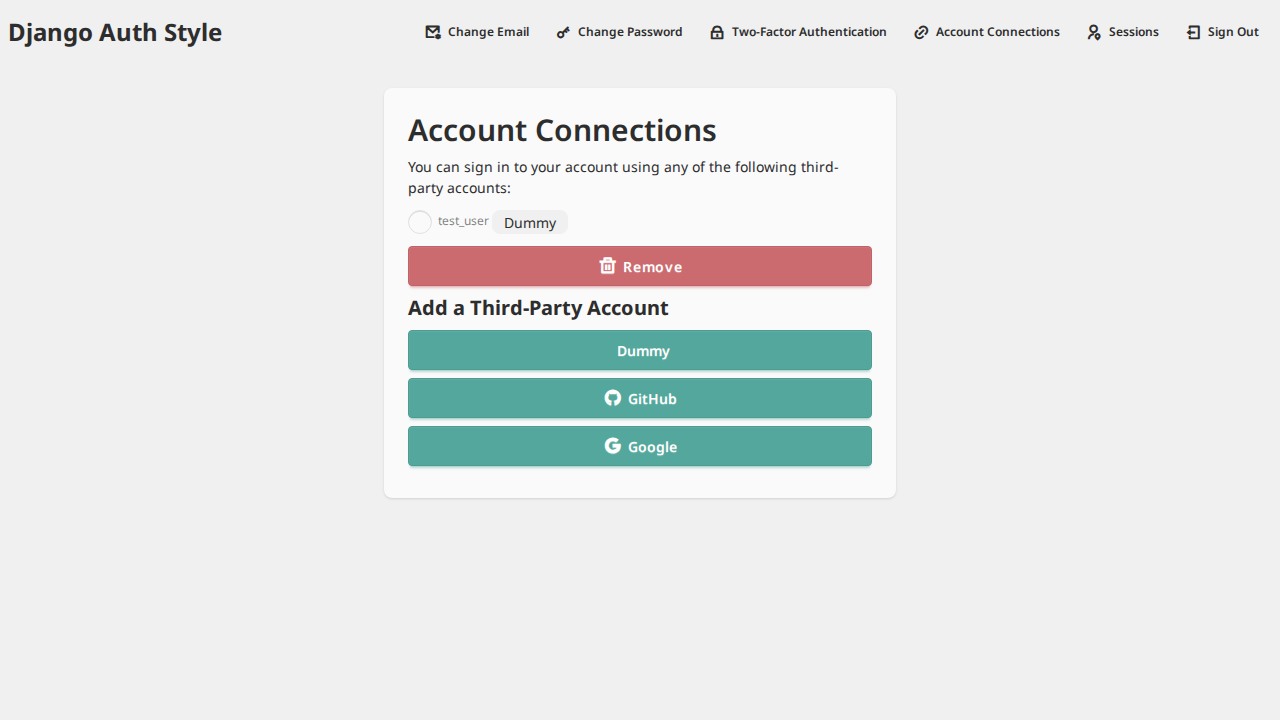 Django Auth Style
Change Email
Change Password
Two-Factor Authentication
Account Connections
Sessions
Sign Out
Account Connections
You can sign in to your account using any of the following third-
party accounts:
test_user Dummy
Remove
Add a Third-Party Account
Dummy
GitHub
Google